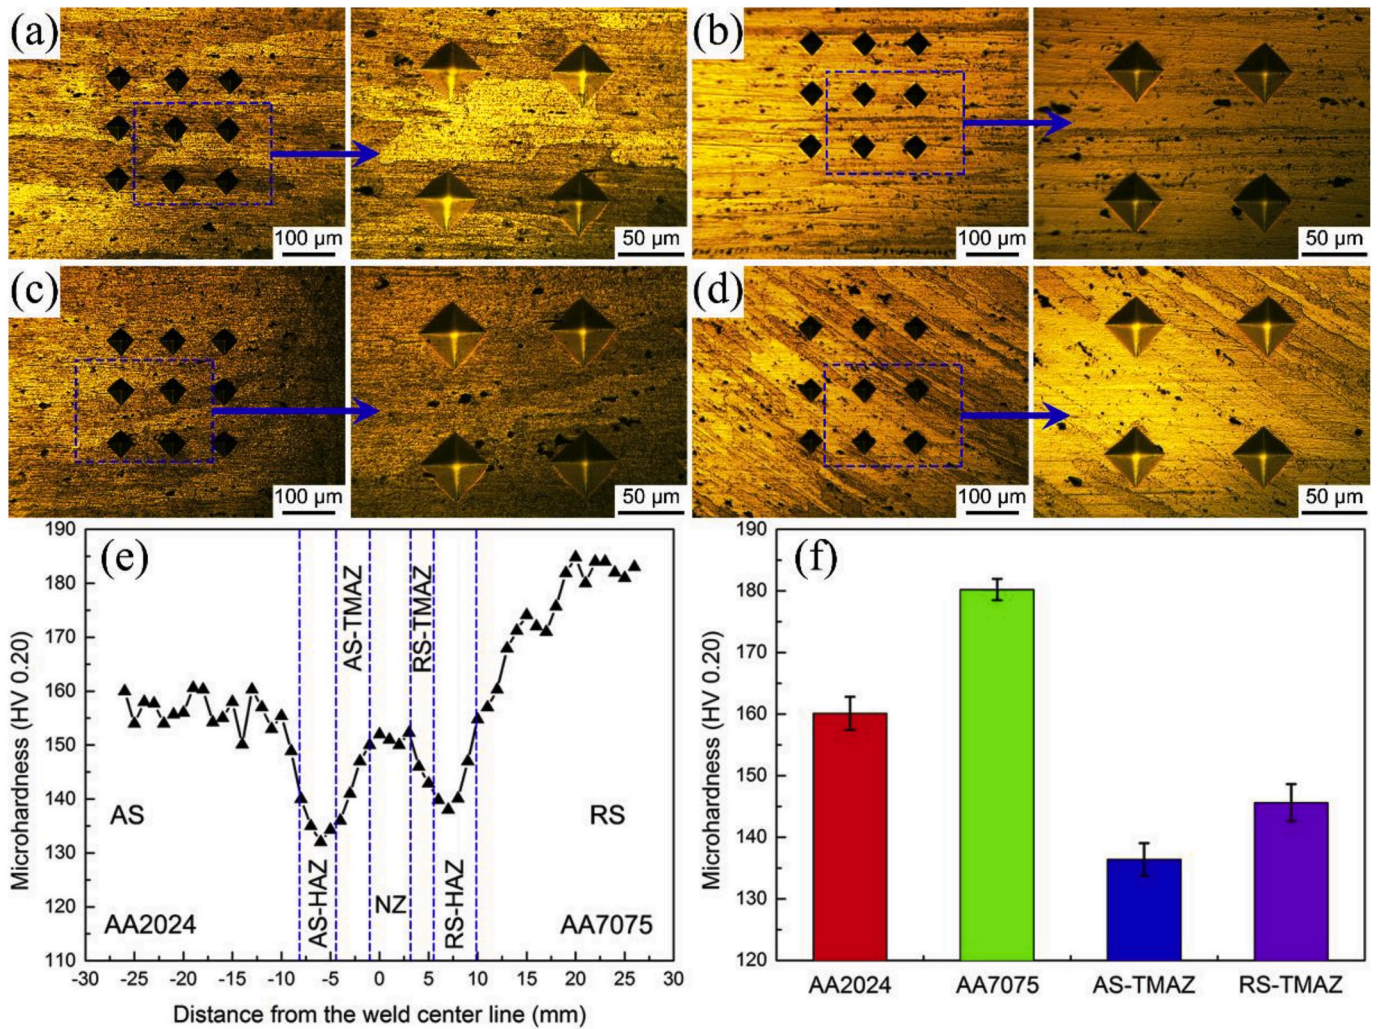 (a)
100 μm
50 μm
(b)
100 μm
50 μm
(c)
100 μm
50 μm
(d)
100 μm
50 μm
(e)
Microhardness (HV 0.20)
190
180
170
160
150
140
130
120
110
AS-TMAZ
RS-TMAZ
AS
RS
AS-HAZ
NZ
RS-HAZ
AA2024
AA7075
-30 -25 -20 -15 -10 -5 0 5 10 15 20 25 30
Distance from the weld center line (mm)
(f)
Microhardness (HV 0.20)
190
180
170
160
150
140
130
120
AA2024 AA7075 AS-TMAZ RS-TMAZ